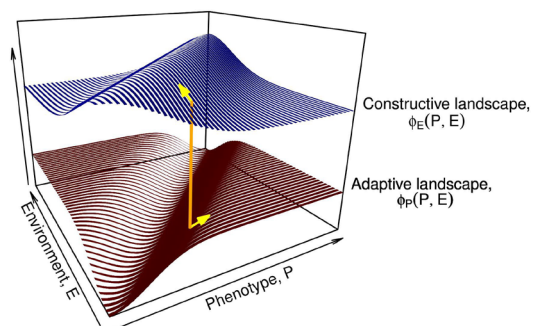 Constructive landscape,
ϕE(P, E)
Adaptive landscape,
ϕP(P, E)
Environment, E
Phenotype, P